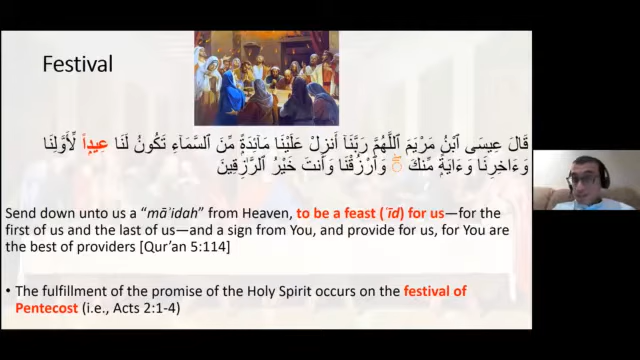 Festival
قَالَ عِيسَى ٱبْنُ مَرْيَمَ ٱللَّهُمَّ رَبَّنَآ أَنزِلْ عَلَيْنَا مَآئِدَةً مِّنَ ٱلسَّمَآءِ تَكُونُ لَنَا عِيدًا لِّأَوَّلِنَا
وَءَاخِرِنَا وَءَايَةً مِّنكَ ۖ وَٱرْزُقْنَا وَأَنتَ خَيْرُ ٱلرَّٰزِقِينَ
Send down unto us a “māʾidah” from Heaven, to be a feast (ʿīd) for us—for the
first of us and the last of us—and a sign from You, and provide for us, for You are
the best of providers [Qur’an 5:114]
• The fulfillment of the promise of the Holy Spirit occurs on the festival of
Pentecost (i.e., Acts 2:1-4)